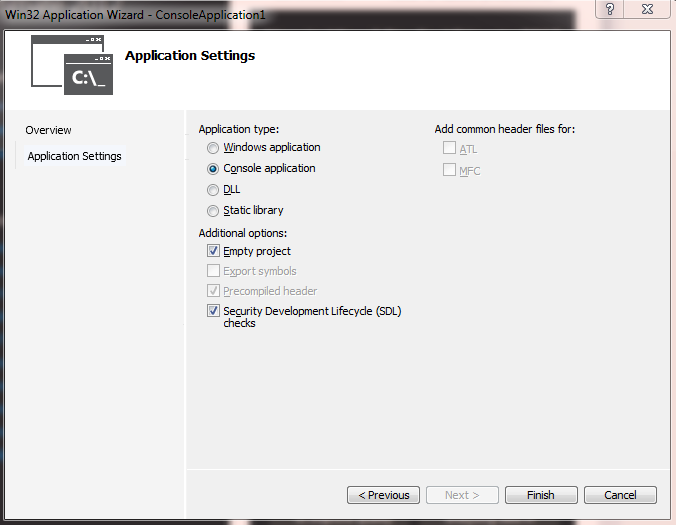 Win32 Application Wizard - ConsoleApplication1
?
C:\_
Application Settings
Overview
Application Settings
Application type:
Windows application
Console application
DLL
Static library
Additional options:
Empty project
Export symbols
Precompiled header
Security Development Lifecycle (SDL)
checks
Add common header files for:
ATL
MFC
< Previous
Next >
Finish
Cancel